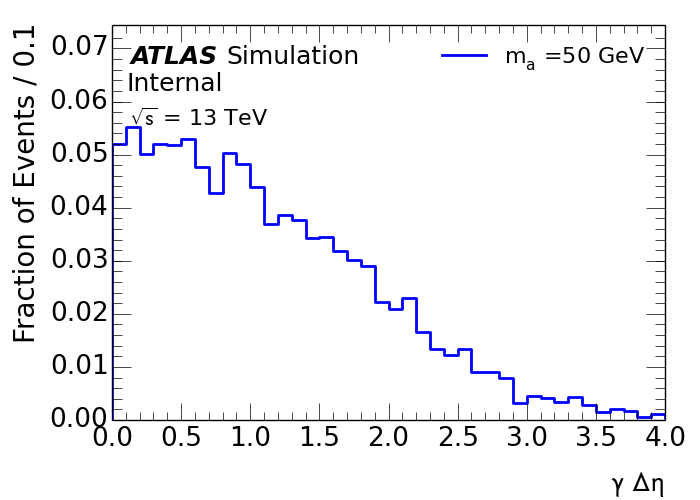 0.07
0.06
0.05
0.04
0.03
0.02
0.01
0.00
Fraction of Events / 0.1
ATLAS Simulation
Internal
√s = 13 TeV
mₐ =50 GeV
0.0 0.5 1.0 1.5 2.0 2.5 3.0 3.5 4.0
γ Δη